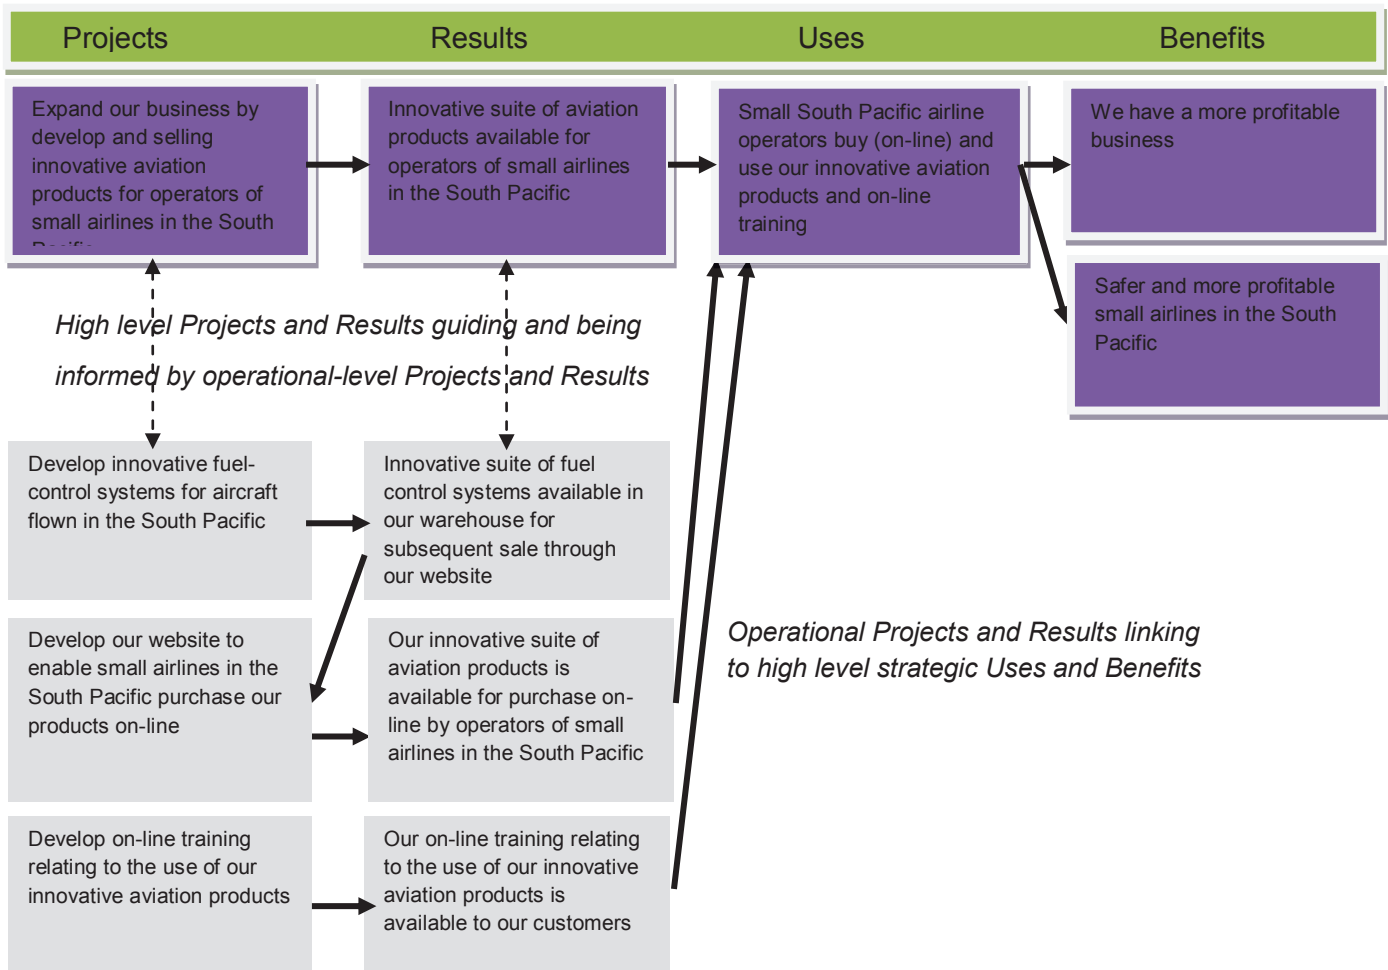 Projects Results Uses Benefits
Expand our business by
develop and selling
innovative aviation
products for operators of
small airlines in the South
Innovative suite of aviation
products available for
operators of small airlines
in the South Pacific
Small South Pacific airline
operators buy (on-line) and
use our innovative aviation
products and on-line
training
We have a more profitable
business
Safer and more profitable
small airlines in the South
Pacific
High level Projects and Results guiding and being
informed by operational-level Projects and Results
Develop innovative fuel-
control systems for aircraft
flown in the South Pacific
Innovative suite of fuel
control systems available in
our warehouse for
subsequent sale through
our website
Develop our website to
enable small airlines in the
South Pacific purchase our
products on-line
Our innovative suite of
aviation products is
available for purchase on-
line by operators of small
airlines in the South Pacific
Operational Projects and Results linking
to high level strategic Uses and Benefits
Develop on-line training
relating to the use of our
innovative aviation products
Our on-line training relating
to the use of our innovative
aviation products is
available to our customers